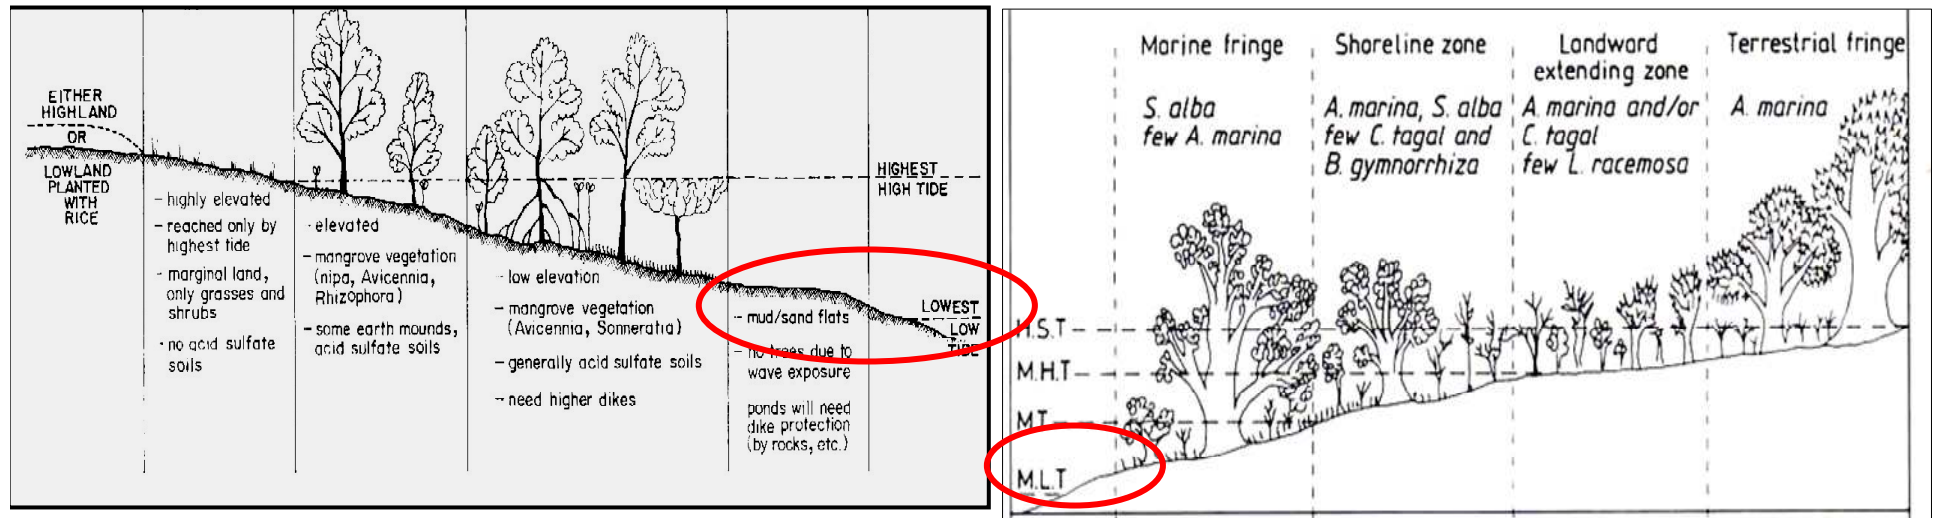 EITHER
HIGHLAND
OR
LOWLAND
PLANTED
WITH
RICE
- highly elevated
- reached only by
highest tide
- marginal land,
only grasses and
shrubs
- no acid sulfate
soils
- elevated
- mangrove vegetation
(nipa, Avicennia,
Rhizophora)
- some earth mounds,
acid sulfate soils
- low elevation
- mangrove vegetation
(Avicennia, Sonneratia)
- generally acid sulfate soils
- need higher dikes
- mud/sand flats
- no trees due to
wave exposure
ponds will need
dike protection
(by rocks, etc.)
HIGHEST
HIGH TIDE
LOWEST
LOW
TIDE
Marine fringe
S. alba
few A. marina
Shoreline zone
A. marina, S. alba
few C. tagal and
B. gymnorrhiza
Landward
extending zone
A. marina and/or
C. tagal
few L. racemosa
Terrestrial fringe
A. marina
H.S.T
M.H.T
M.T
M.L.T